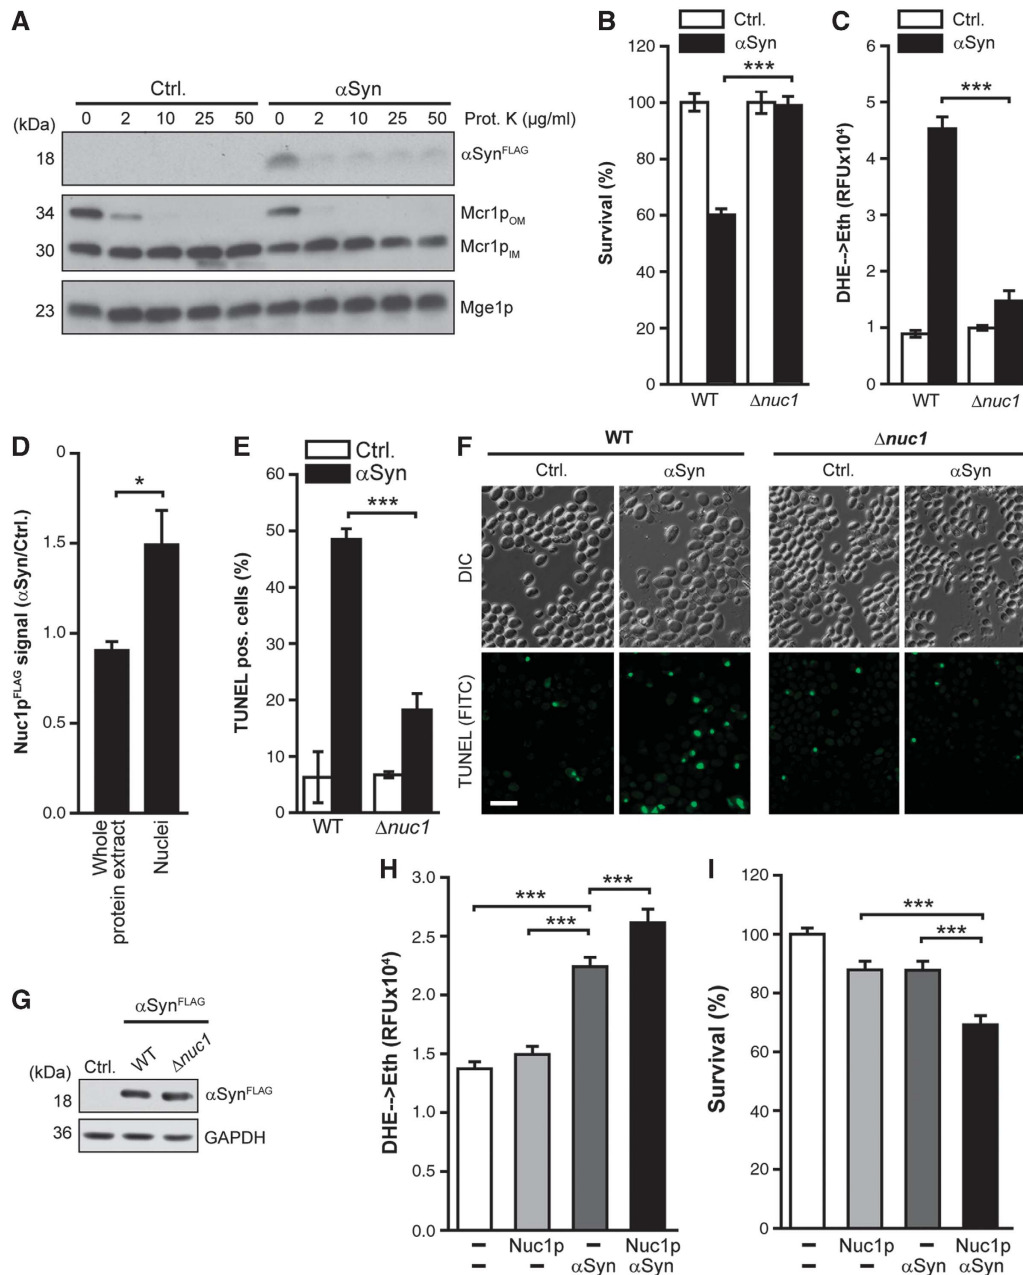 A
Ctrl. αSyn
(kDa) 0 2 10 25 50 0 2 10 25 50 Prot. K (μg/ml)
18 αSynFLAG
34 Mcr1pOM
30 Mcr1pIM
23 Mge1p
B
Ctrl.
αSyn
***
Survival (%)
120
100
80
60
40
20
0
WT Δnuc1
C
Ctrl.
αSyn
***
DHE-->Eth (RFUx10⁴)
6
5
4
3
2
1
0
WT Δnuc1
D
*
Nuc1pFLAG signal (αSyn/Ctrl.)
0
1.5
1.0
0.5
0.0
Whole
protein extract
Nuclei
E
Ctrl.
αSyn
***
TUNEL pos. cells (%)
60
50
40
30
20
10
0
WT Δnuc1
F
WT Δnuc1
Ctrl. αSyn Ctrl. αSyn
DIC
TUNEL (FITC)
G
αSynFLAG
(kDa) Ctrl. WT Δnuc1
18 αSynFLAG
36 GAPDH
H
***
***
***
DHE-->Eth (RFUx10⁴)
3.0
2.5
2.0
1.5
1.0
0.5
0.0
– Nuc1p – Nuc1p
– – αSyn αSyn
I
***
***
Survival (%)
120
100
80
60
40
20
0
– Nuc1p – Nuc1p
– – αSyn αSyn